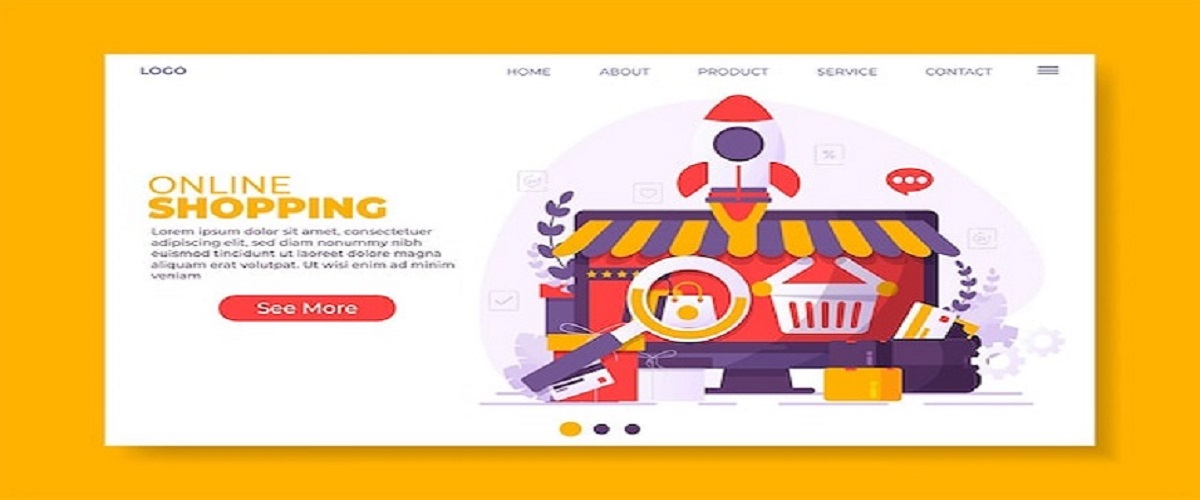 LOGO
HOME ABOUT PRODUCT SERVICE CONTACT
ONLINE
SHOPPING
Lorem ipsum dolor sit amet, consectetuer
adipiscing elit, sed diam nonummy nibh
euismod tincidunt ut laoreet dolore magna
aliquam erat volutpat. Ut wisi enim ad minim
veniam
See More